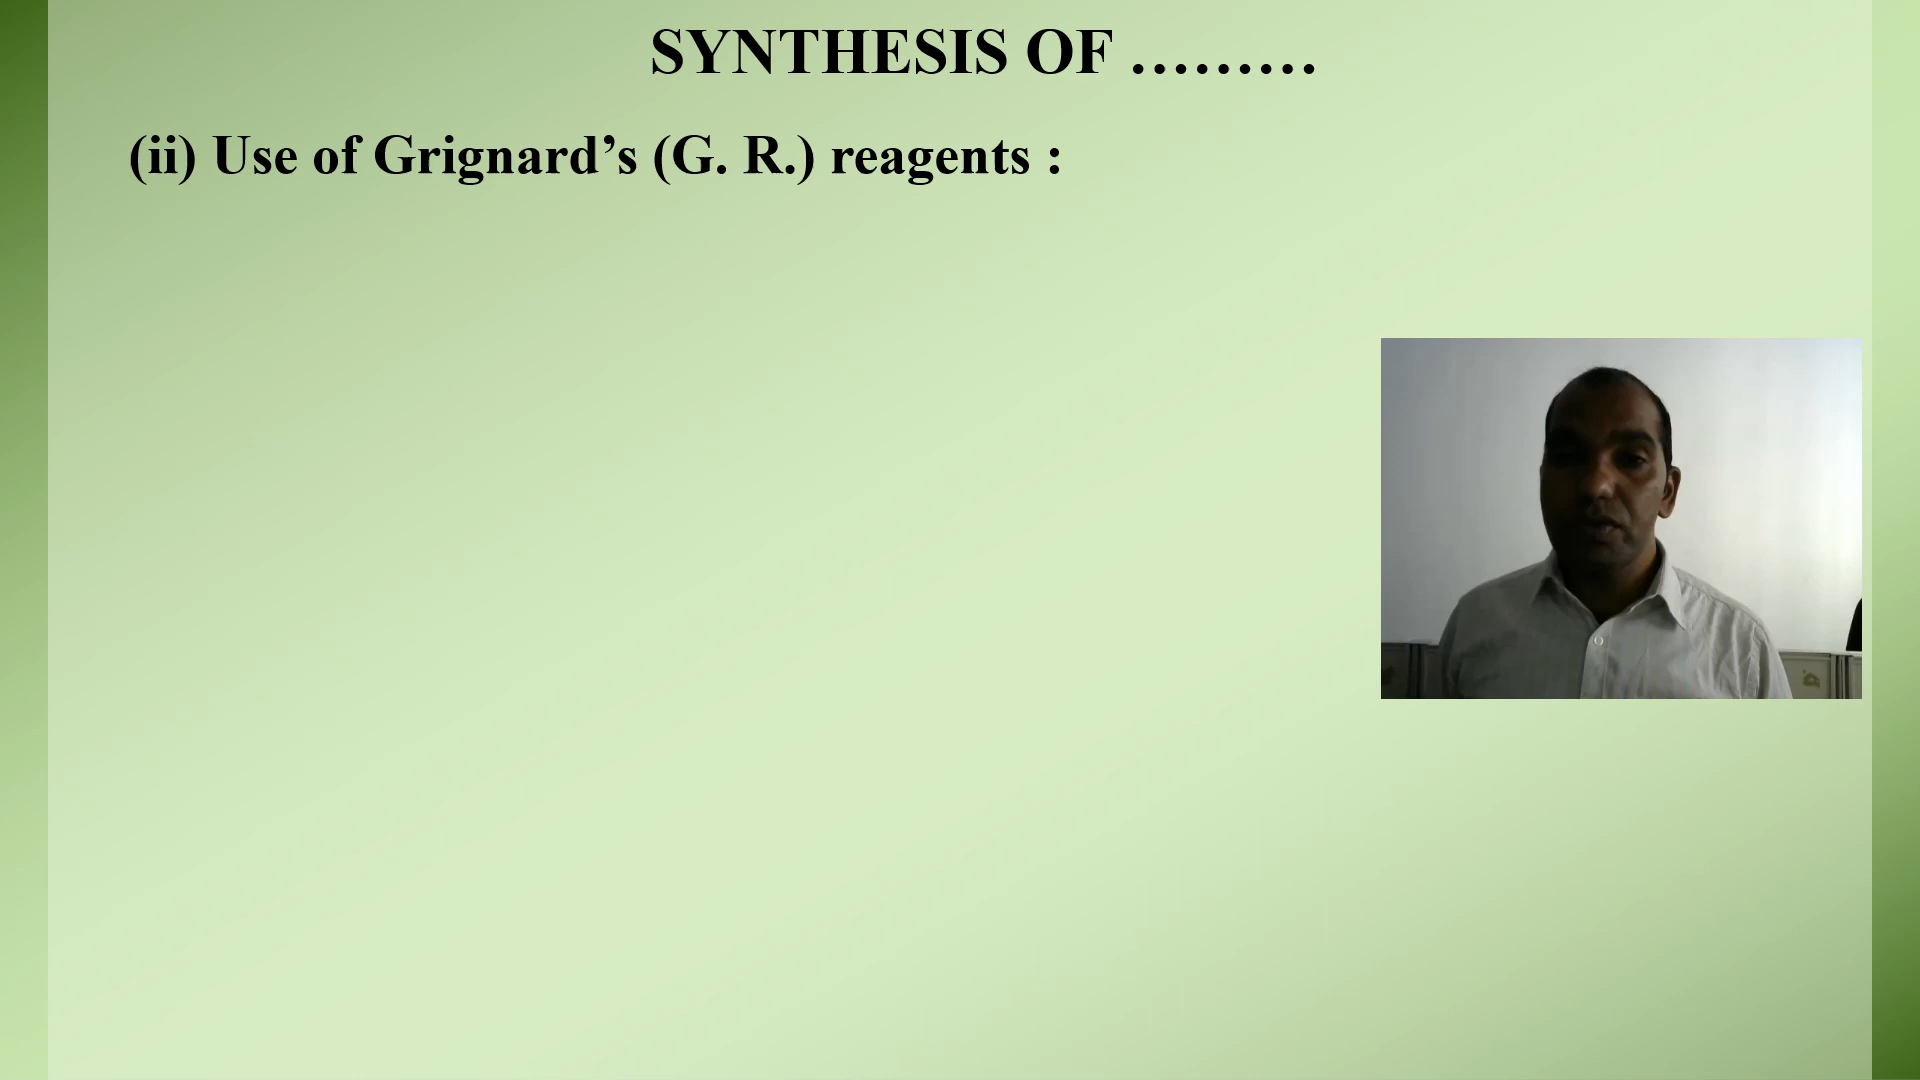 SYNTHESIS OF ………
(ii) Use of Grignard’s (G. R.) reagents :